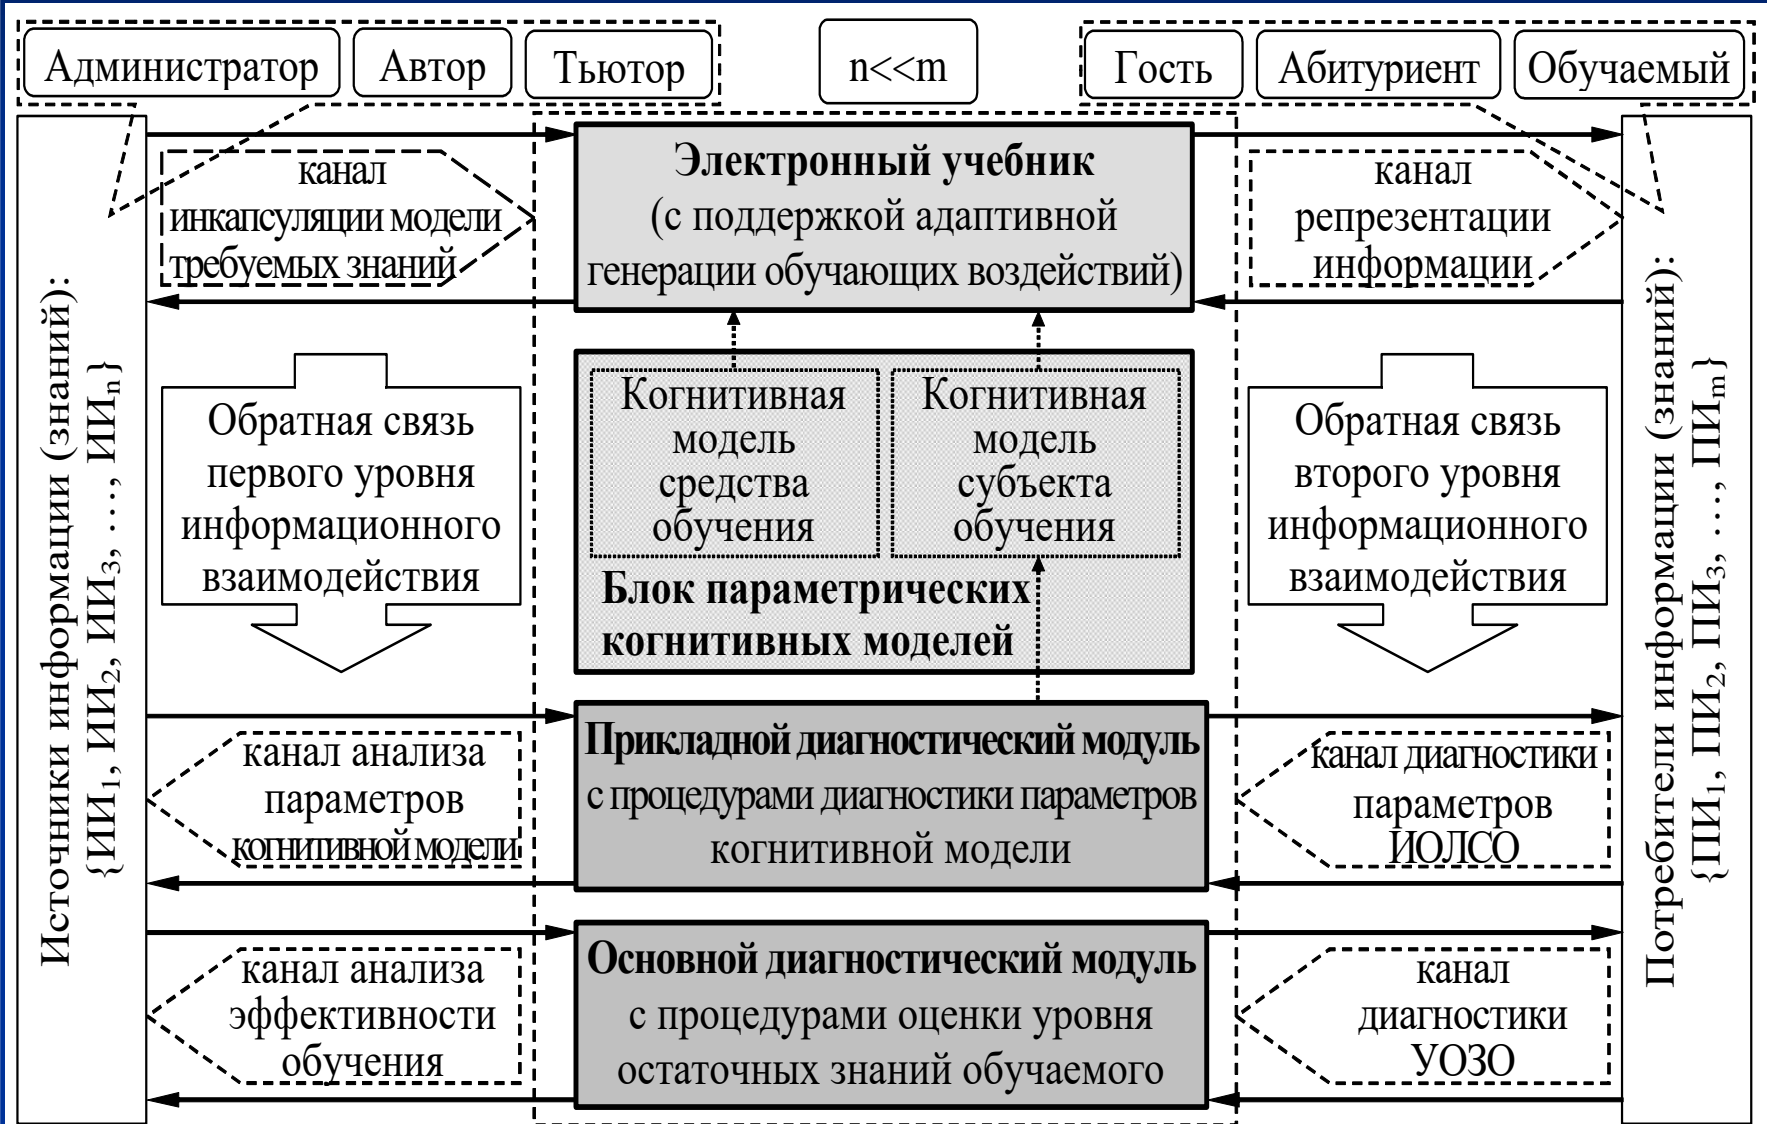 Администратор
Автор
Тьютор
n<<m
Гость
Абитуриент
Обучаемый
Источники информации (знаний):
{ИИ₁, ИИ₂, ИИ₃, …, ИИₙ}
канал
инкапсуляции модели
требуемых знаний
Электронный учебник
(с поддержкой адаптивной
генерации обучающих воздействий)
канал
репрезентации
информации
Обратная связь
первого уровня
информационного
взаимодействия
Когнитивная
модель
средства
обучения
Когнитивная
модель
субъекта
обучения
Блок параметрических
когнитивных моделей
Обратная связь
второго уровня
информационного
взаимодействия
канал анализа
параметров
когнитивной модели
Прикладной диагностический модуль
с процедурами диагностики параметров
когнитивной модели
канал диагностики
параметров
ИОЛСО
канал анализа
эффективности
обучения
Основной диагностический модуль
с процедурами оценки уровня
остаточных знаний обучаемого
канал
диагностики
УОЗО
Потребители информации (знаний):
{ПИ₁, ПИ₂, ПИ₃, …, ПИₘ}